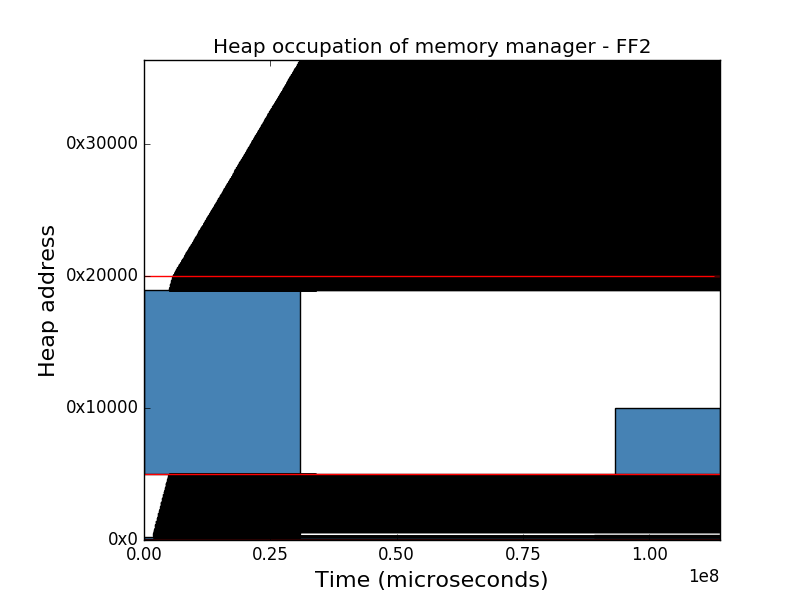 Heap occupation of memory manager - FF2
Heap address
0x30000
0x20000
0x10000
0x0
0.00 0.25 0.50 0.75 1.00
1e8
Time (microseconds)